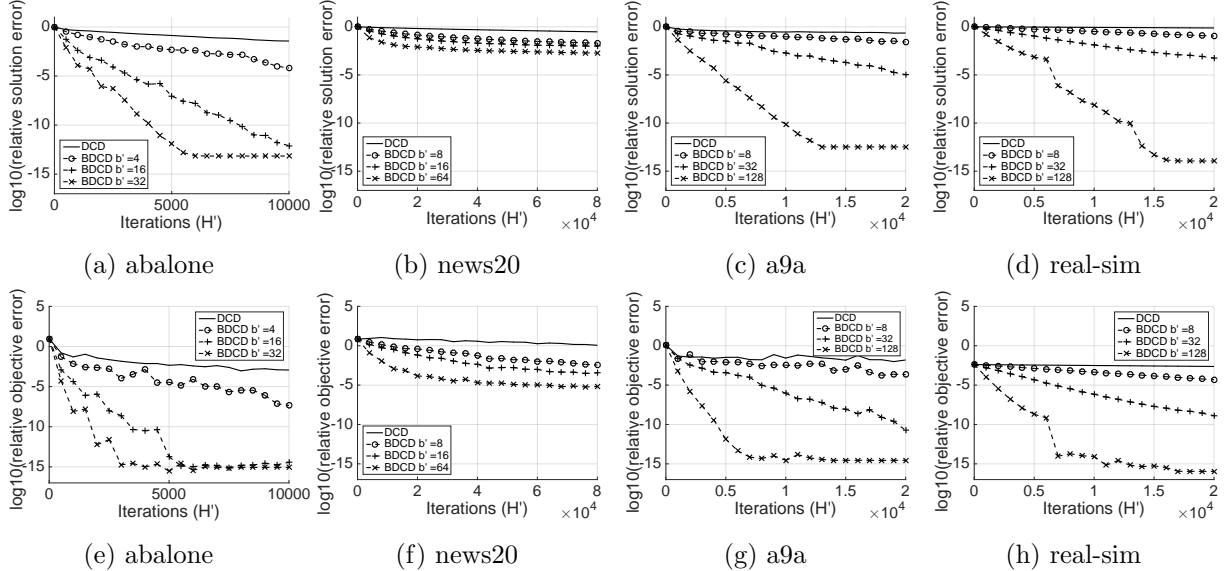 log10(relative solution error)
0
-5
-10
-15
DCD
BDCD b' =4
BDCD b' =16
BDCD b' =32
0 5000 10000
Iterations (H')
(a) abalone
log10(relative solution error)
0
-5
-10
-15
DCD
BDCD b' =8
BDCD b' =16
BDCD b' =64
0 2 4 6 8
Iterations (H') ×10^4
(b) news20
log10(relative solution error)
0
-5
-10
-15
DCD
BDCD b' =8
BDCD b' =32
BDCD b' =128
0 0.5 1 1.5 2
Iterations (H') ×10^4
(c) a9a
log10(relative solution error)
0
-5
-10
-15
DCD
BDCD b' =8
BDCD b' =32
BDCD b' =128
0 0.5 1 1.5 2
Iterations (H') ×10^4
(d) real-sim
log10(relative objective error)
5
0
-5
-10
-15
DCD
BDCD b' =4
BDCD b' =16
BDCD b' =32
0 5000 10000
Iterations (H')
(e) abalone
log10(relative objective error)
5
0
-5
-10
-15
DCD
BDCD b' =8
BDCD b' =16
BDCD b' =64
0 2 4 6 8
Iterations (H') ×10^4
(f) news20
log10(relative objective error)
5
0
-5
-10
-15
DCD
BDCD b' =8
BDCD b' =32
BDCD b' =128
0 0.5 1 1.5 2
Iterations (H') ×10^4
(g) a9a
log10(relative objective error)
5
0
-5
-10
-15
DCD
BDCD b' =8
BDCD b' =32
BDCD b' =128
0 0.5 1 1.5 2
Iterations (H') ×10^4
(h) real-sim